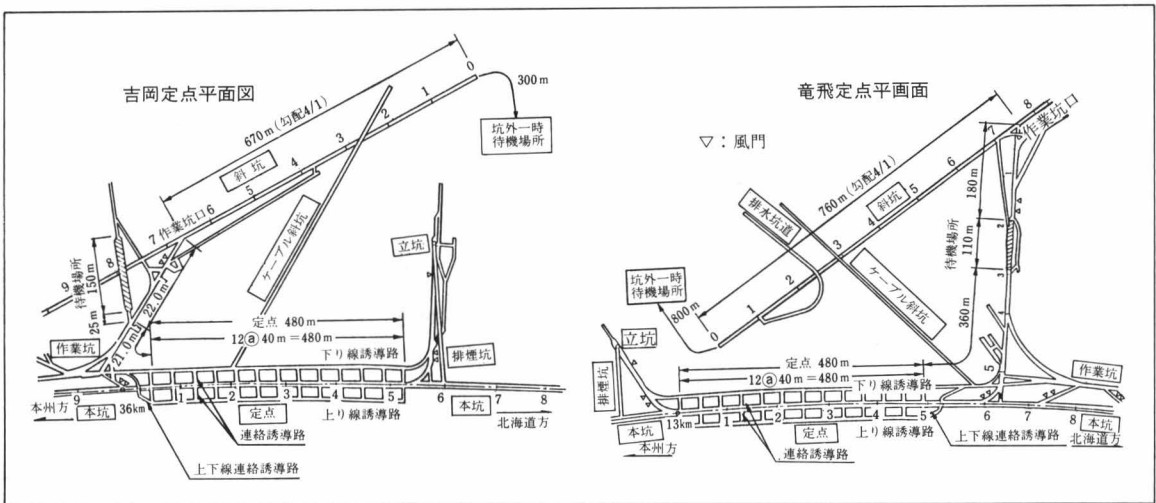 吉岡定点平面図
670m(勾配4/1)
斜坑
0
1
2
3
4
5
6
7 作業坑口
8
9
300m
坑外一時
待機場所
ケーブル斜坑
立坑
待機場所
150m
25m
22.0m
21.0m
定点 480m
12ⓐ40m=480m
下り線誘導路
作業坑
排煙坑
本州方
9
本坑
36km
1
2
3
4
5
6
7
8
定点
上り線誘導路
本坑
北海道方
連絡誘導路
上下線連絡誘導路
竜飛定点平画面
▽:風門
760m(勾配4/1)
斜坑
0
1
2
3
4
5
6
7
8
作業坑口
180m
待機場所
110m
360m
2
3
4
5
排水坑道
ケーブル斜坑
坑外一時
待機場所
800m
立坑
排煙坑
定点 480m
12ⓐ40m=480m
下り線誘導路
作業坑
本坑
13km
1
2
3
4
5
6
7
8
定点
上り線誘導路
本坑
本州方
北海道方
連絡誘導路
上下線連絡誘導路